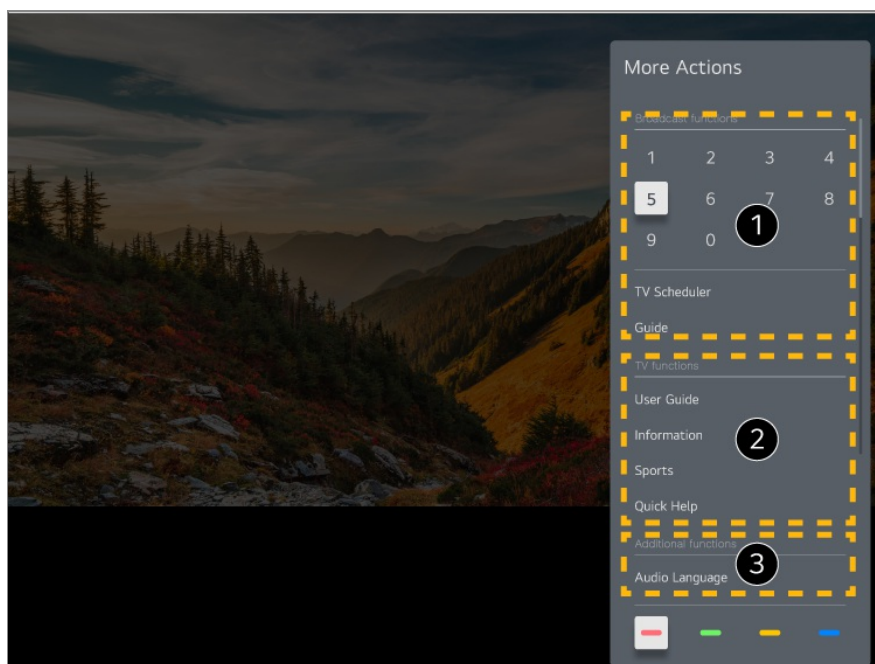 More Actions
Broadcast functions
1 2 3 4
5 6 7 8
1
9 0
TV Scheduler
Guide
TV functions
User Guide
Information
2
Sports
Quick Help
Additional functions
3
Audio Language